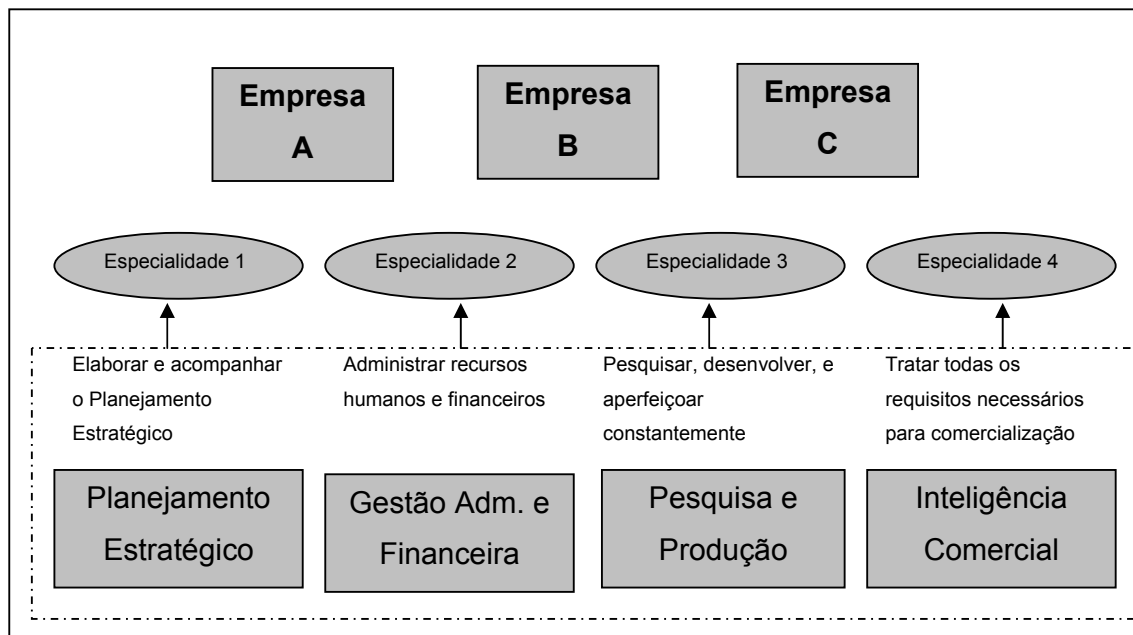 Empresa
A
Empresa
B
Empresa
C
Especialidade 1
Especialidade 2
Especialidade 3
Especialidade 4
Elaborar e acompanhar
o Planejamento
Estratégico
Administrar recursos
humanos e financeiros
Pesquisar, desenvolver, e
aperfeiçoar
constantemente
Tratar todas os
requisitos necessários
para comercialização
Planejamento
Estratégico
Gestão Adm. e
Financeira
Pesquisa e
Produção
Inteligência
Comercial